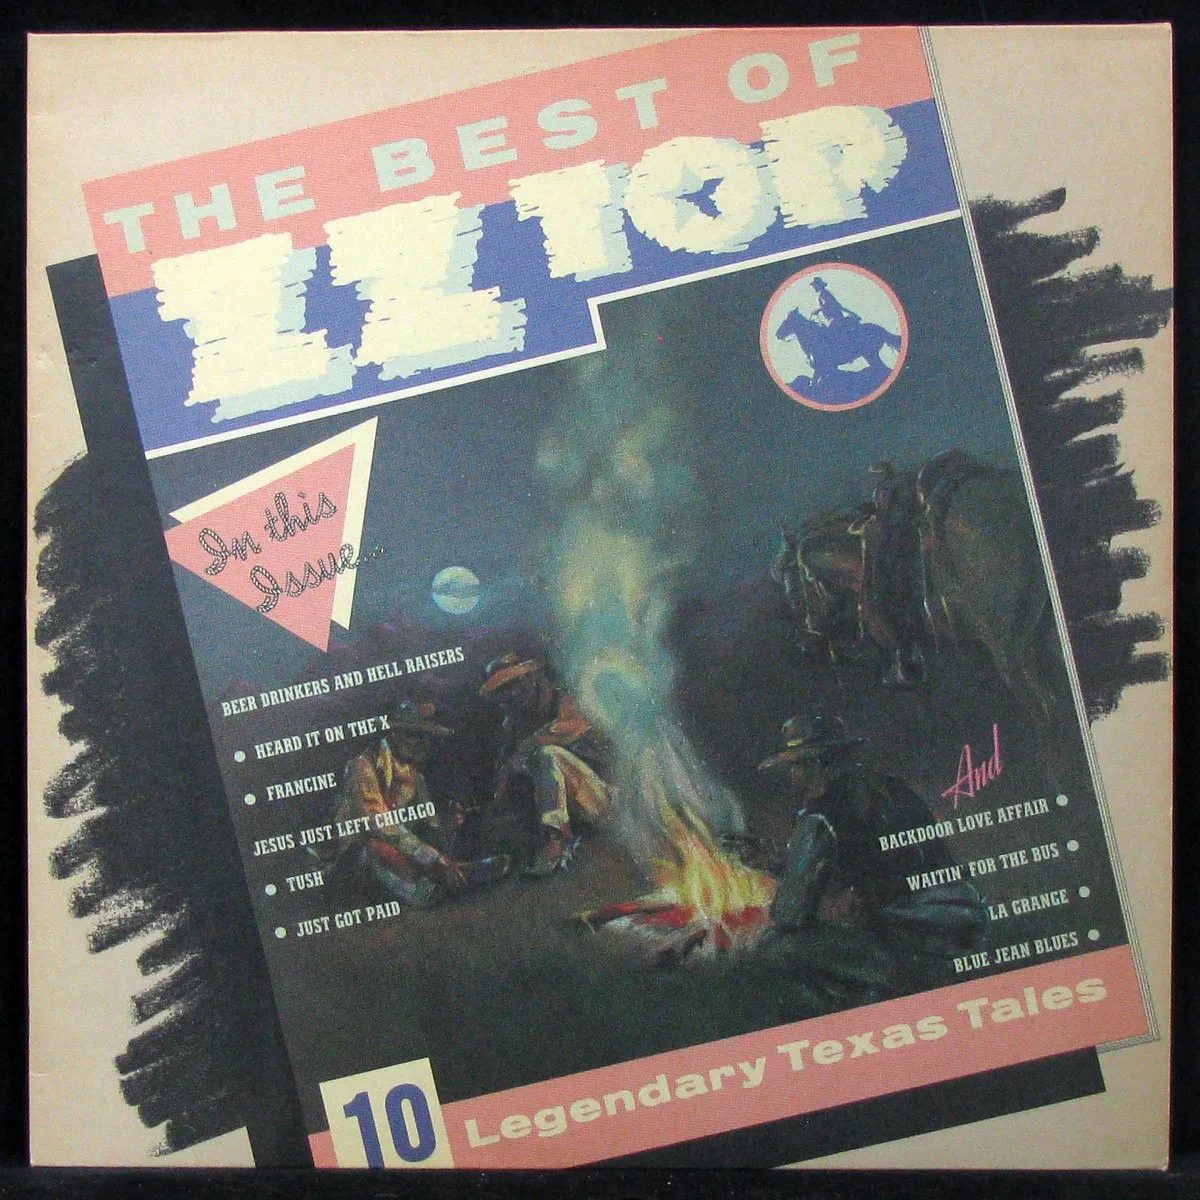 THE BEST OF
ZZ TOP
In this
Issue...
BEER DRINKERS AND HELL RAISERS
• HEARD IT ON THE X
• FRANCINE
JESUS JUST LEFT CHICAGO
• TUSH
• JUST GOT PAID
And
BACKDOOR LOVE AFFAIR •
WAITIN' FOR THE BUS •
LA GRANGE •
BLUE JEAN BLUES •
10 Legendary Texas Tales